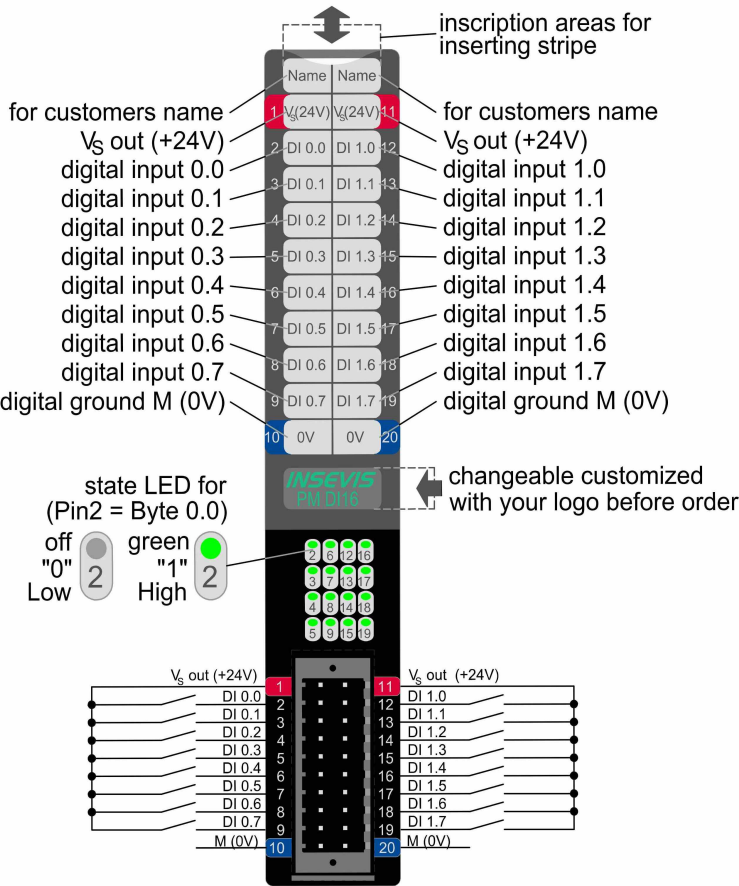 inscription areas for
inserting stripe
Name Name
for customers name
for customers name
1 VS(24V) VS(24V) 11
VS out (+24V)
VS out (+24V)
2 DI 0.0 DI 1.0 12
digital input 0.0
digital input 1.0
3 DI 0.1 DI 1.1 13
digital input 0.1
digital input 1.1
4 DI 0.2 DI 1.2 14
digital input 0.2
digital input 1.2
5 DI 0.3 DI 1.3 15
digital input 0.3
digital input 1.3
6 DI 0.4 DI 1.4 16
digital input 0.4
digital input 1.4
7 DI 0.5 DI 1.5 17
digital input 0.5
digital input 1.5
8 DI 0.6 DI 1.6 18
digital input 0.6
digital input 1.6
9 DI 0.7 DI 1.7 19
digital input 0.7
digital input 1.7
digital ground M (0V)
digital ground M (0V)
10 0V 0V 20
INSEVIS
PM DI16
changeable customized
with your logo before order
state LED for
(Pin2 = Byte 0.0)
off
"0"
Low
2
green
"1"
High
2
2 6 12 16
3 7 13 17
4 8 14 18
5 9 15 19
VS out (+24V) 1 11 VS out (+24V)
DI 0.0 2 12 DI 1.0
DI 0.1 3 13 DI 1.1
DI 0.2 4 14 DI 1.2
DI 0.3 5 15 DI 1.3
DI 0.4 6 16 DI 1.4
DI 0.5 7 17 DI 1.5
DI 0.6 8 18 DI 1.6
DI 0.7 9 19 DI 1.7
M (0V) 10 20 M (0V)